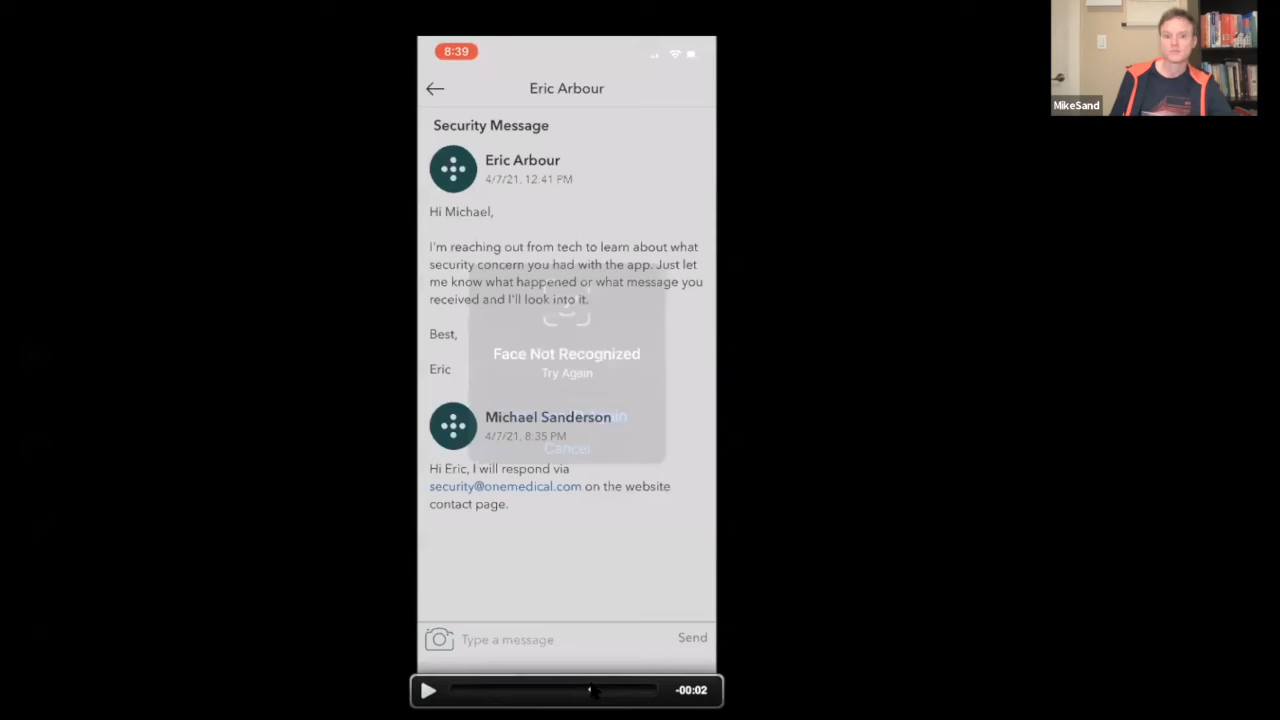 8:39
Eric Arbour
Security Message
Eric Arbour
4/7/21, 12:41 PM
Hi Michael,
I'm reaching out from tech to learn about what
security concern you had with the app. Just let
me know what happened or what message you
received and I'll look into it.
Best,
Eric
Face Not Recognized
Try Again
Michael Sanderson
4/7/21, 8:35 PM
Cancel
Hi Eric, I will respond via
security@onemedical.com on the website
contact page.
Type a message
Send
-00:02
MikeSand